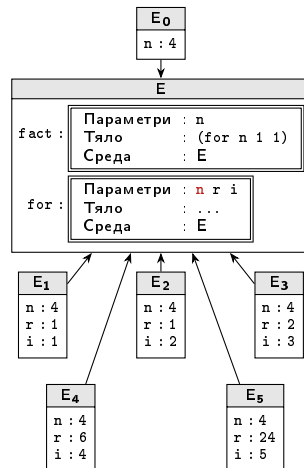 E0
n : 4
E
fact :
Параметри : n
Тяло : (for n 1 1)
Среда : E
for :
Параметри : n r i
Тяло : ...
Среда : E
E1
n : 4
r : 1
i : 1
E2
n : 4
r : 1
i : 2
E3
n : 4
r : 2
i : 3
E4
n : 4
r : 6
i : 4
E5
n : 4
r : 24
i : 5